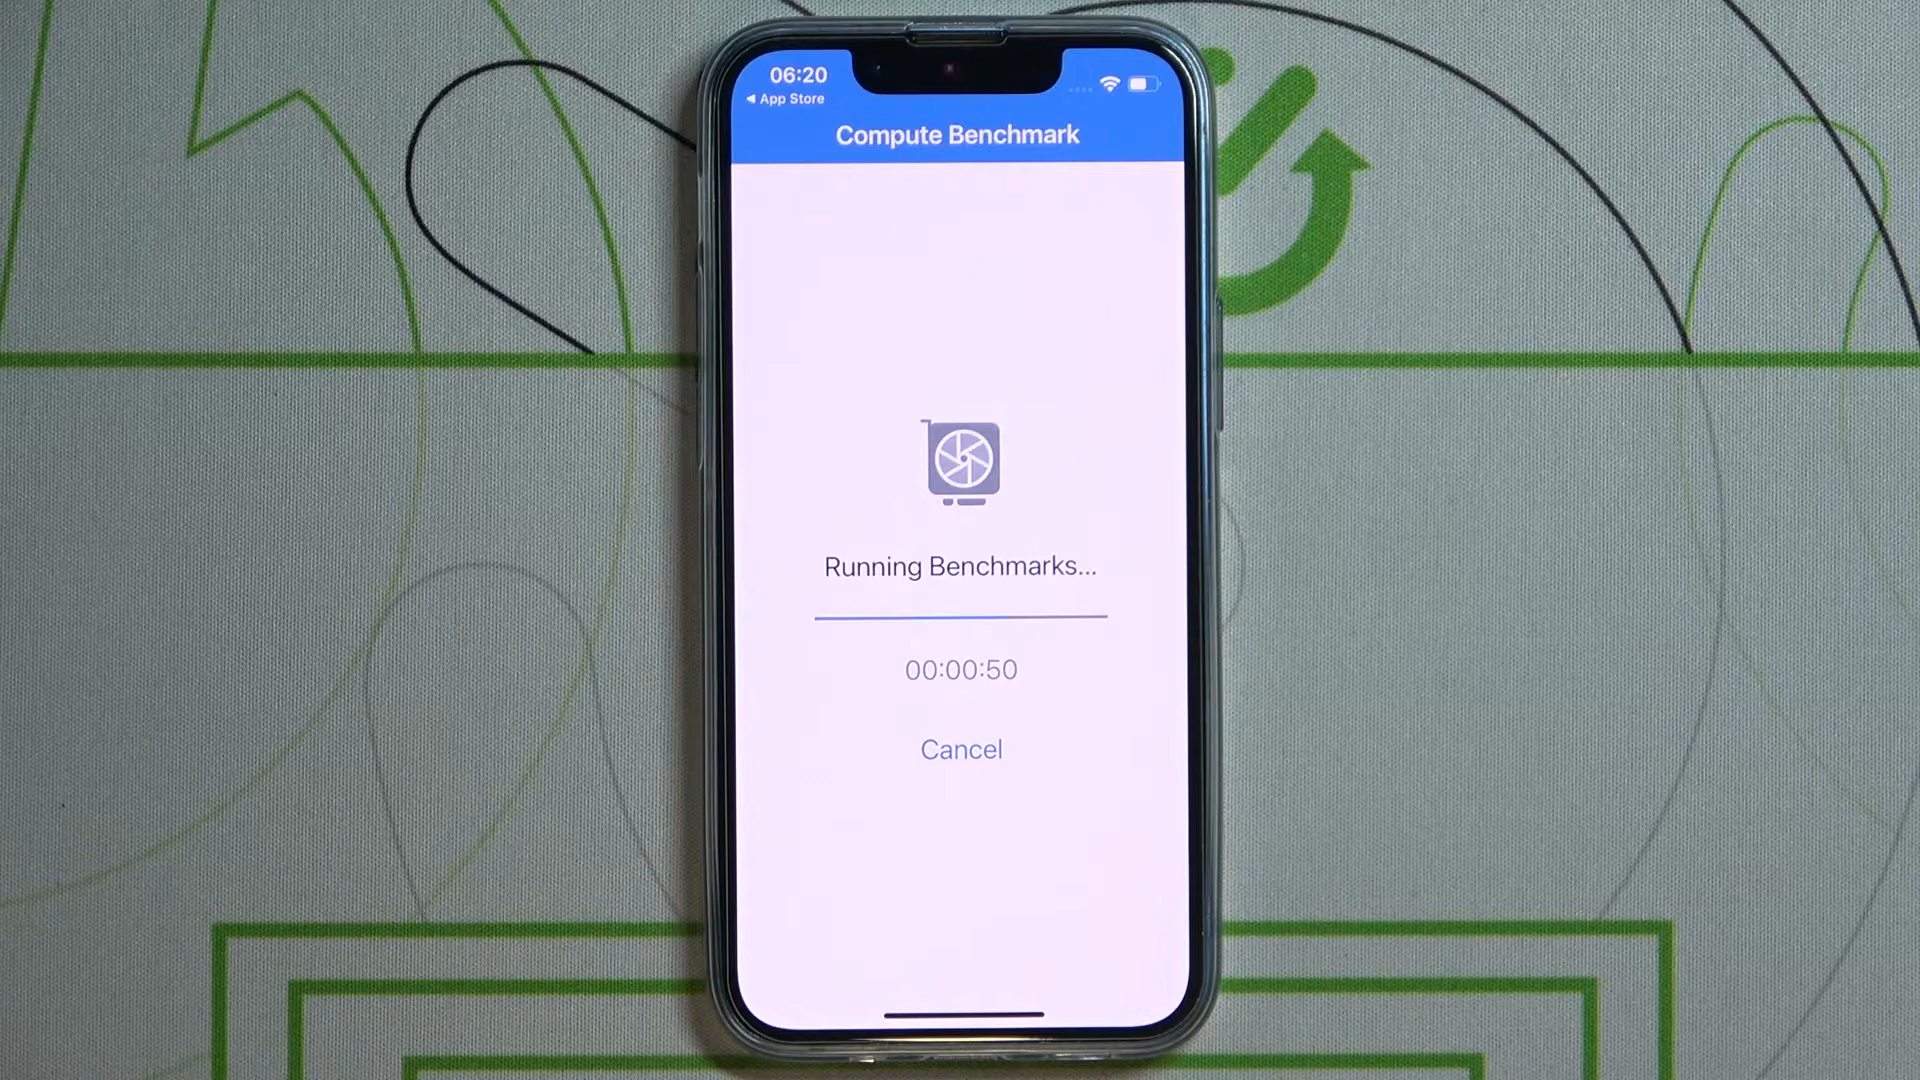 06:20
◀ App Store
Compute Benchmark
Running Benchmarks...
00:00:50
Cancel